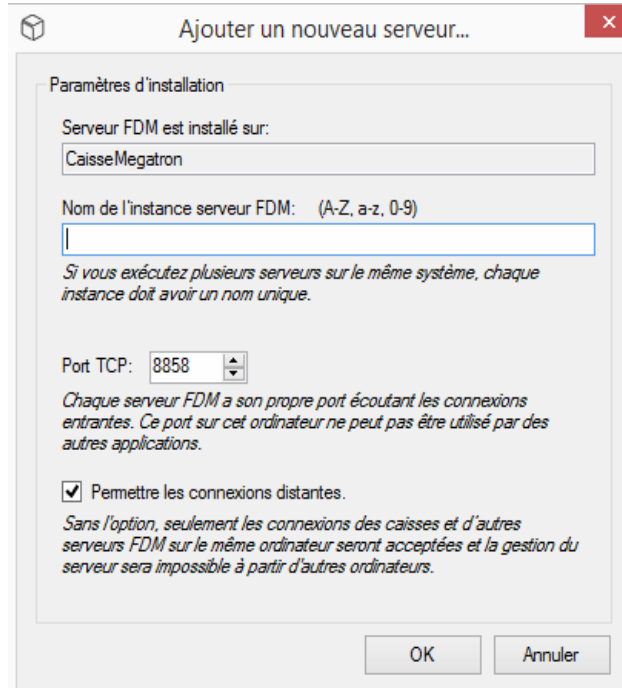 Ajouter un nouveau serveur...
Paramètres d'installation
Serveur FDM est installé sur:
CaisseMegatron
Nom de l'instance serveur FDM: (A-Z, a-z, 0-9)
Si vous exécutez plusieurs serveurs sur le même système, chaque
instance doit avoir un nom unique.
Port TCP: 8858
Chaque serveur FDM a son propre port écoutant les connexions
entrantes. Ce port sur cet ordinateur ne peut pas être utilisé par des
autres applications.
Permettre les connexions distantes.
Sans l'option, seulement les connexions des caisses et d'autres
serveurs FDM sur le même ordinateur seront acceptées et la gestion du
serveur sera impossible à partir d'autres ordinateurs.
OK Annuler